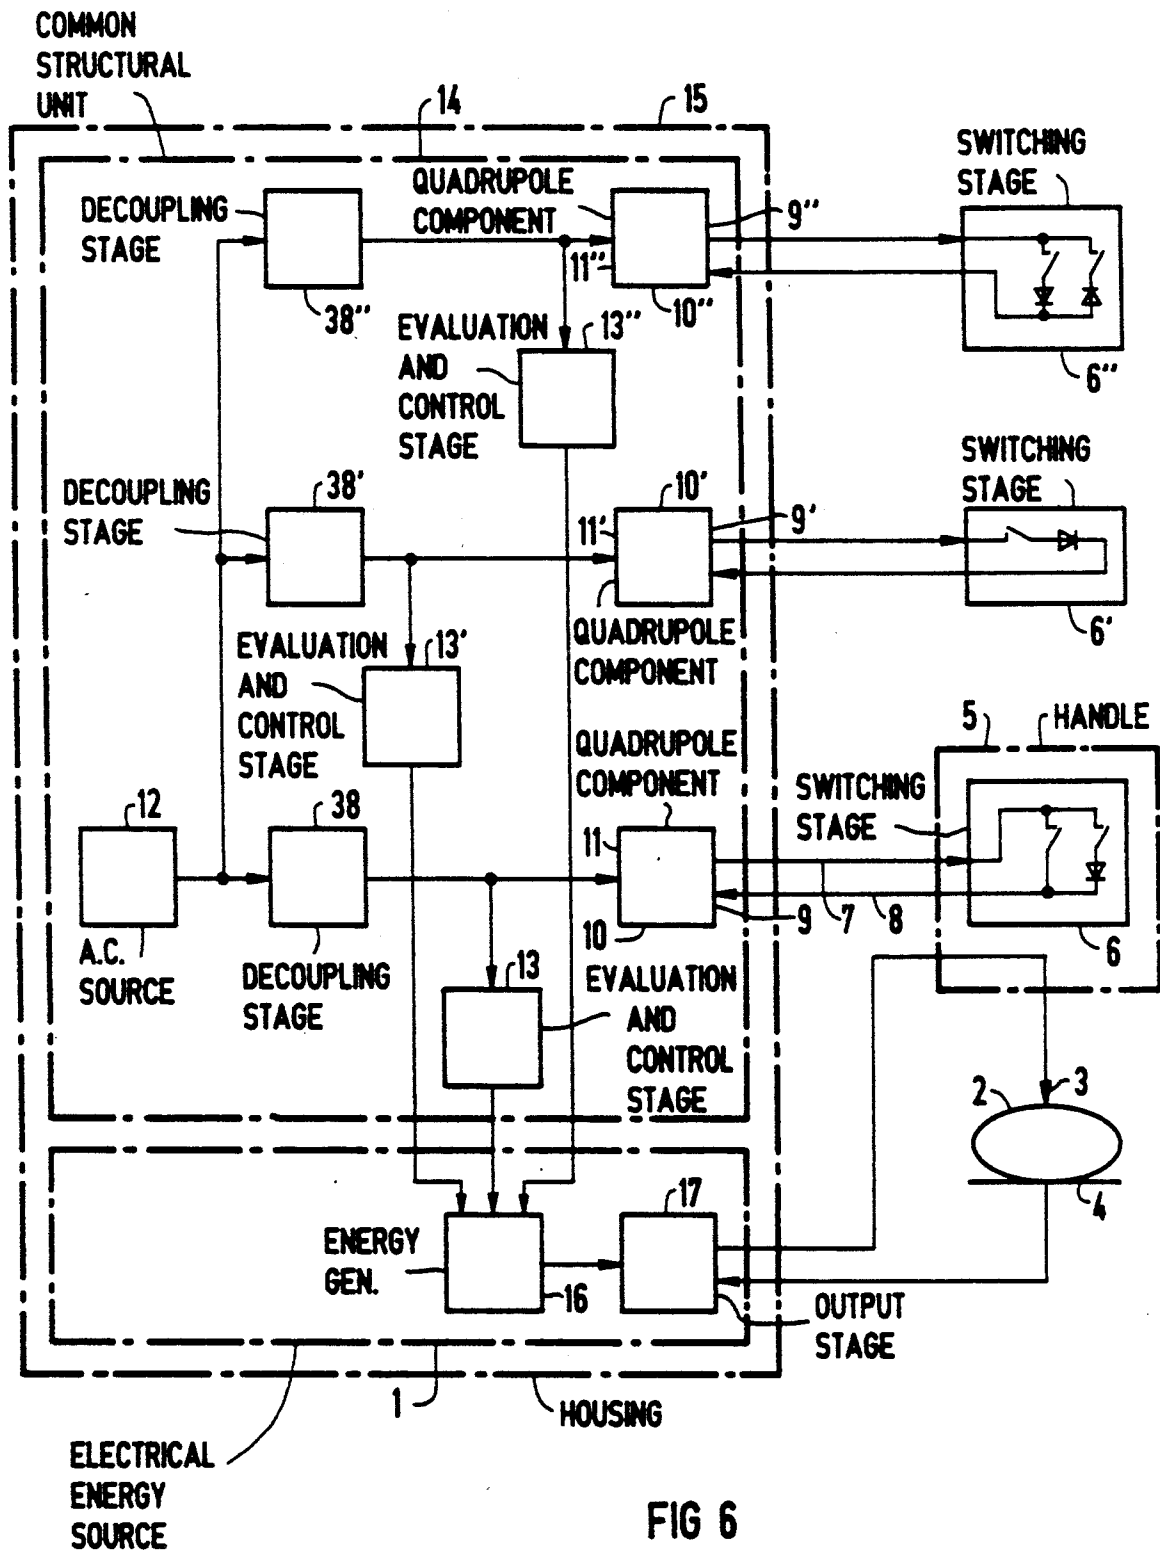 COMMON
STRUCTURAL
UNIT
14
15
SWITCHING
STAGE
DECOUPLING
STAGE
QUADRUPOLE
COMPONENT
9"
11"
38"
10"
EVALUATION
AND
CONTROL
STAGE
13"
6"
SWITCHING
STAGE
DECOUPLING
STAGE
38'
10'
11'
9'
EVALUATION
AND
CONTROL
STAGE
13'
QUADRUPOLE
COMPONENT
6'
QUADRUPOLE
COMPONENT
5
HANDLE
SWITCHING
STAGE
12
38
11
10
9
7
8
6
A.C.
SOURCE
DECOUPLING
STAGE
13
EVALUATION
AND
CONTROL
STAGE
2
3
4
ENERGY
GEN.
16
17
OUTPUT
STAGE
1
HOUSING
ELECTRICAL
ENERGY
SOURCE
FIG 6